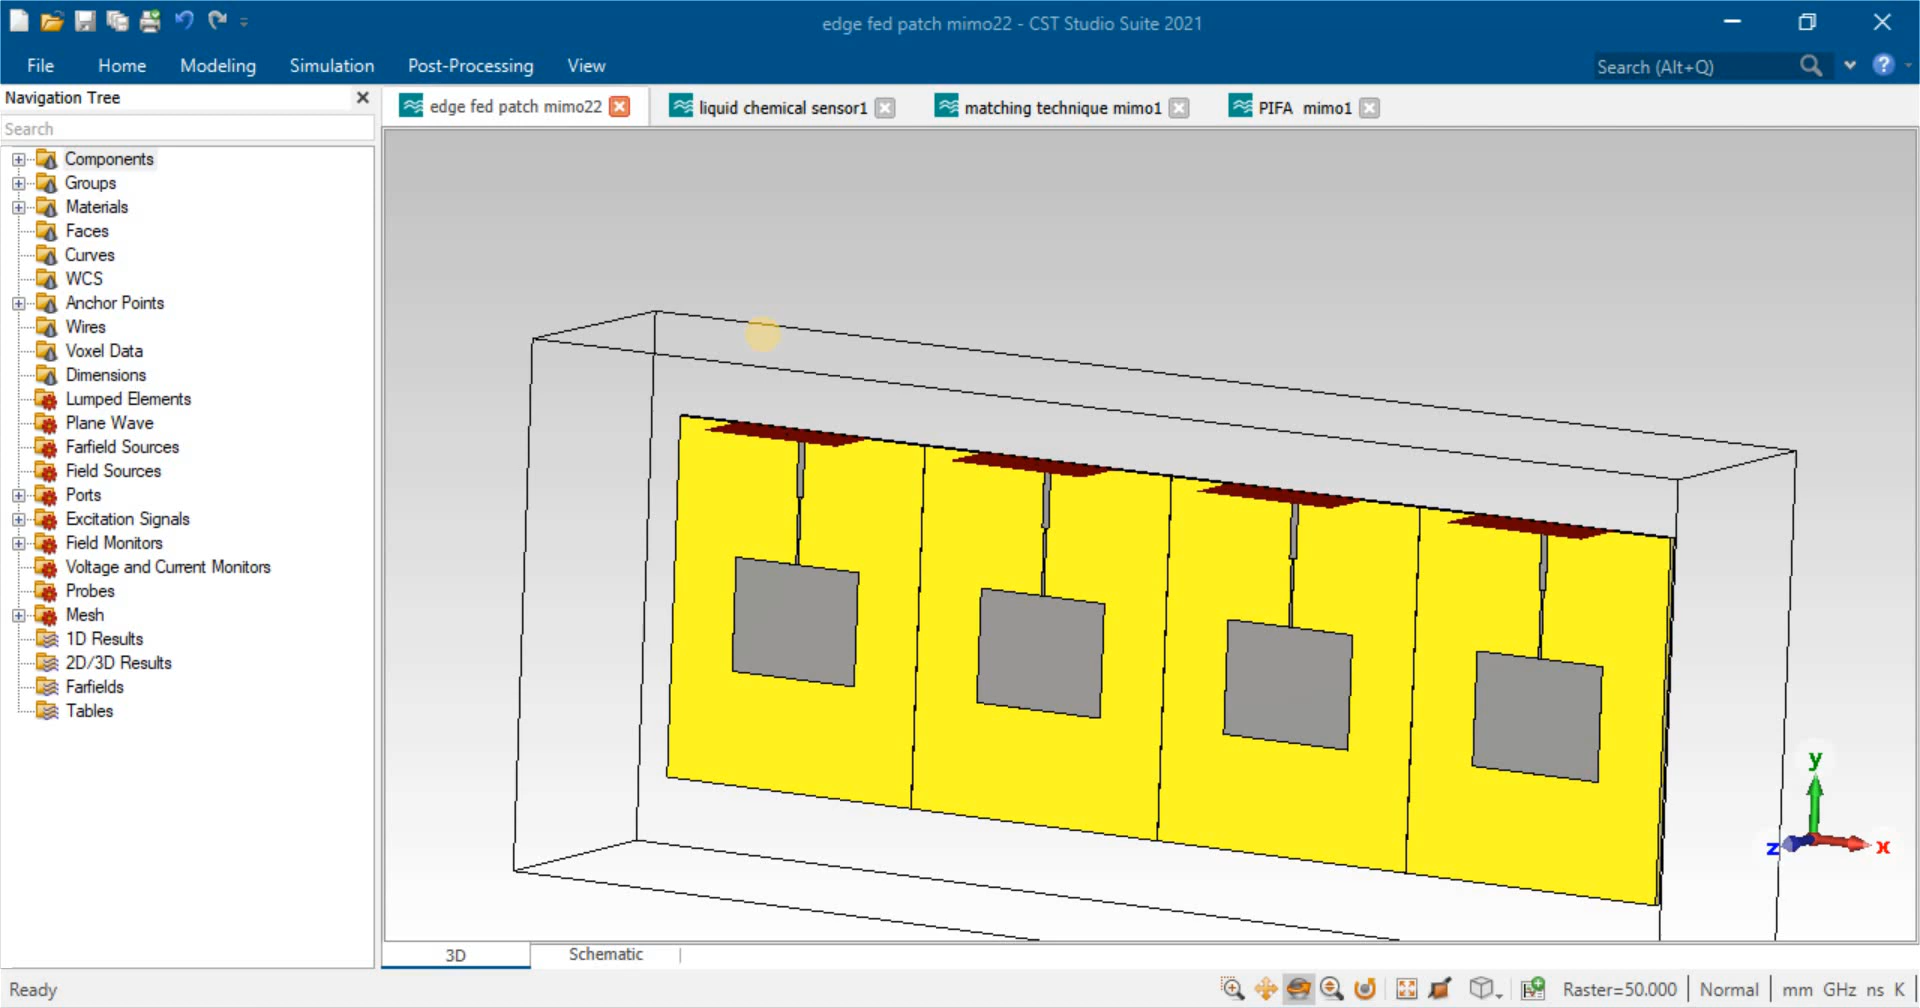 edge fed patch mimo22 - CST Studio Suite 2021
File Home Modeling Simulation Post-Processing View Search (Alt+Q)
Navigation Tree
Search
edge fed patch mimo22 liquid chemical sensor1 matching technique mimo1 PIFA mimo1
Components
Groups
Materials
Faces
Curves
WCS
Anchor Points
Wires
Voxel Data
Dimensions
Lumped Elements
Plane Wave
Farfield Sources
Field Sources
Ports
Excitation Signals
Field Monitors
Voltage and Current Monitors
Probes
Mesh
1D Results
2D/3D Results
Farfields
Tables
y
z x
3D Schematic
Ready Raster=50.000 Normal mm GHz ns K